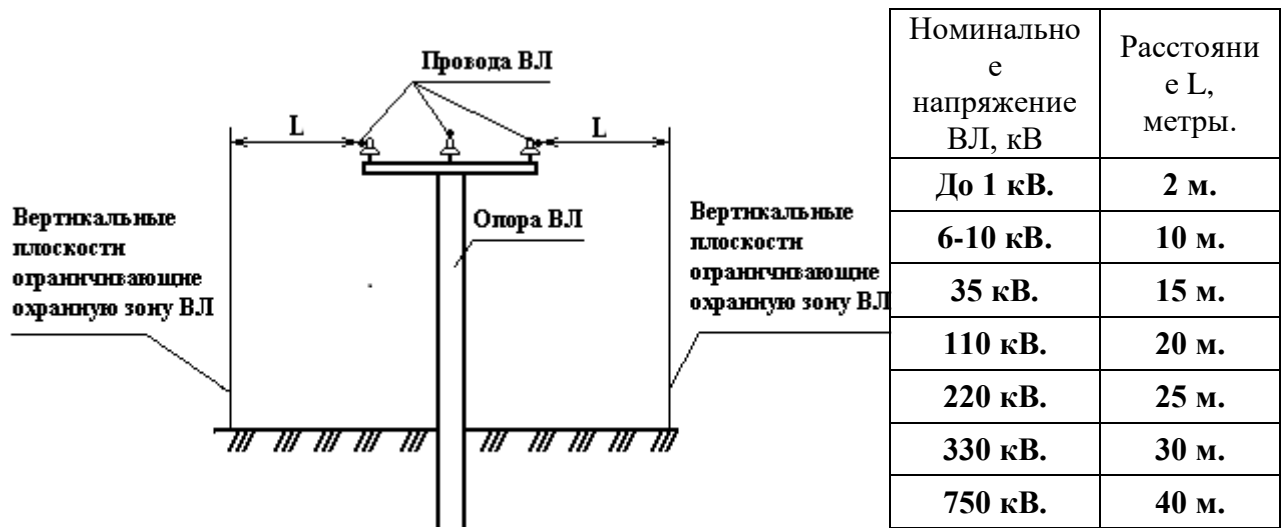 Провода ВЛ
L
L
Вертикальные
плоскости
ограничивающие
охранную зону ВЛ
Опора ВЛ
Вертикальные
плоскости
ограничивающие
охранную зону ВЛ
Номинально
е
напряжение
ВЛ, кВ
Расстояни
е L,
метры.
До 1 кВ.
2 м.
6-10 кВ.
10 м.
35 кВ.
15 м.
110 кВ.
20 м.
220 кВ.
25 м.
330 кВ.
30 м.
750 кВ.
40 м.